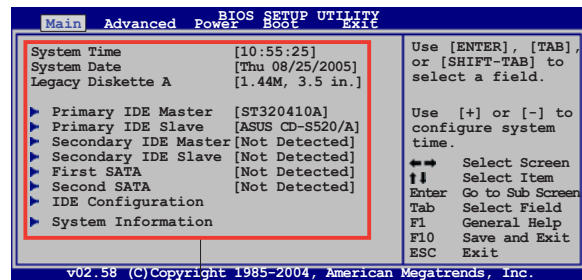 BIOS SETUP UTILITY
Main Advanced Power Boot Exit
System Time [10:55:25]
System Date [Thu 08/25/2005]
Legacy Diskette A [1.44M, 3.5 in.]
Primary IDE Master [ST320410A]
Primary IDE Slave [ASUS CD-S520/A]
Secondary IDE Master [Not Detected]
Secondary IDE Slave [Not Detected]
First SATA [Not Detected]
Second SATA [Not Detected]
IDE Configuration
System Information
Use [ENTER], [TAB],
or [SHIFT-TAB] to
select a field.
Use [+] or [-] to
configure system
time.
Select Screen
Select Item
Enter Go to Sub Screen
Tab Select Field
F1 General Help
F10 Save and Exit
ESC Exit
v02.58 (C)Copyright 1985-2004, American Megatrends, Inc.